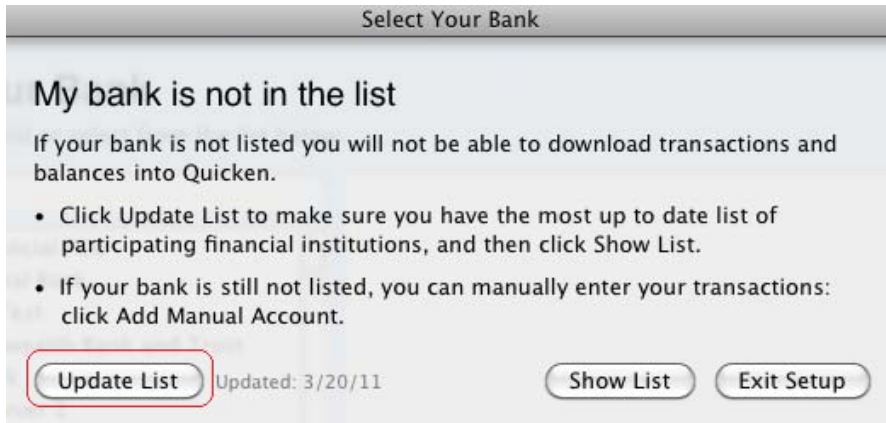 Select Your Bank
My bank is not in the list
If your bank is not listed you will not be able to download transactions and
balances into Quicken.
• Click Update List to make sure you have the most up to date list of
participating financial institutions, and then click Show List.
• If your bank is still not listed, you can manually enter your transactions:
click Add Manual Account.
Update List Updated: 3/20/11 Show List Exit Setup